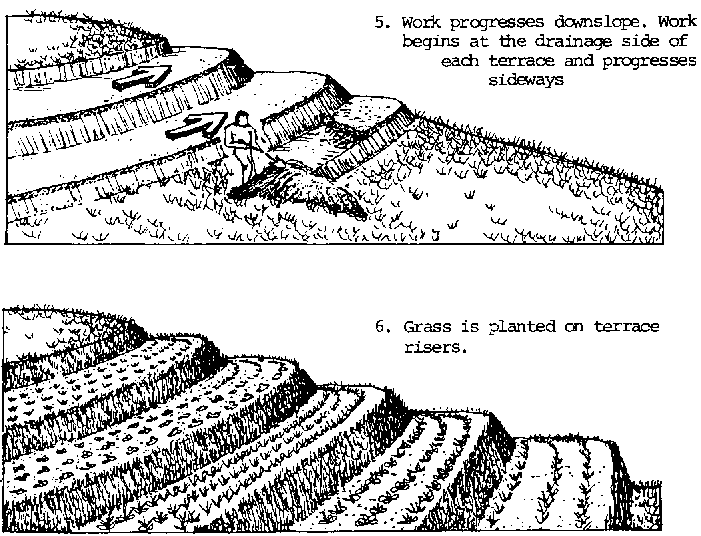 5. Work progresses downslope. Work
begins at the drainage side of
each terrace and progresses
sideways
6. Grass is planted on terrace
risers.